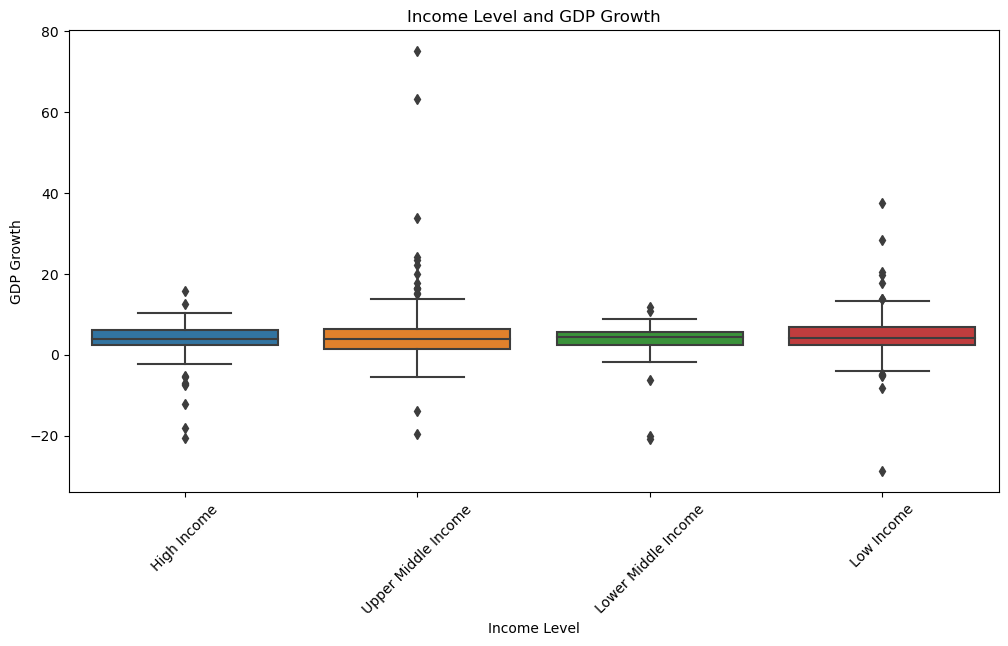 Income Level and GDP Growth
80
60
40
20
0
−20
GDP Growth
High Income
Upper Middle Income
Lower Middle Income
Low Income
Income Level